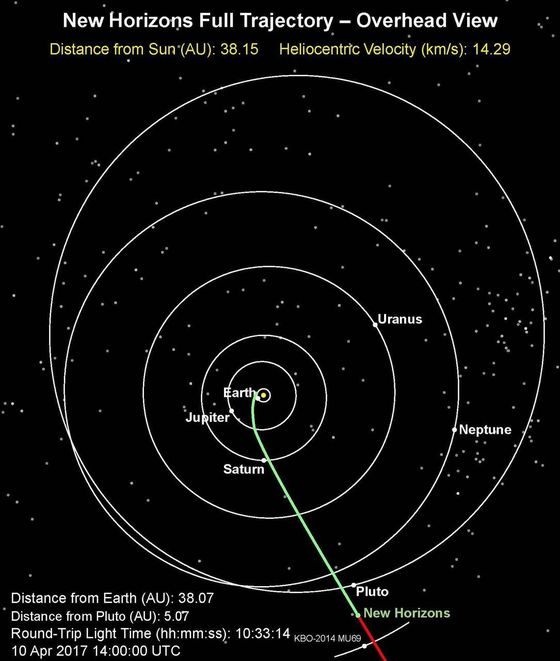 New Horizons Full Trajectory – Overhead View
Distance from Sun (AU): 38.15 Heliocentric Velocity (km/s): 14.29
Uranus
Earth
Jupiter
Neptune
Saturn
Pluto
New Horizons
KBO-2014 MU69
Distance from Earth (AU): 38.07
Distance from Pluto (AU): 5.07
Round-Trip Light Time (hh:mm:ss): 10:33:14
10 Apr 2017 14:00:00 UTC